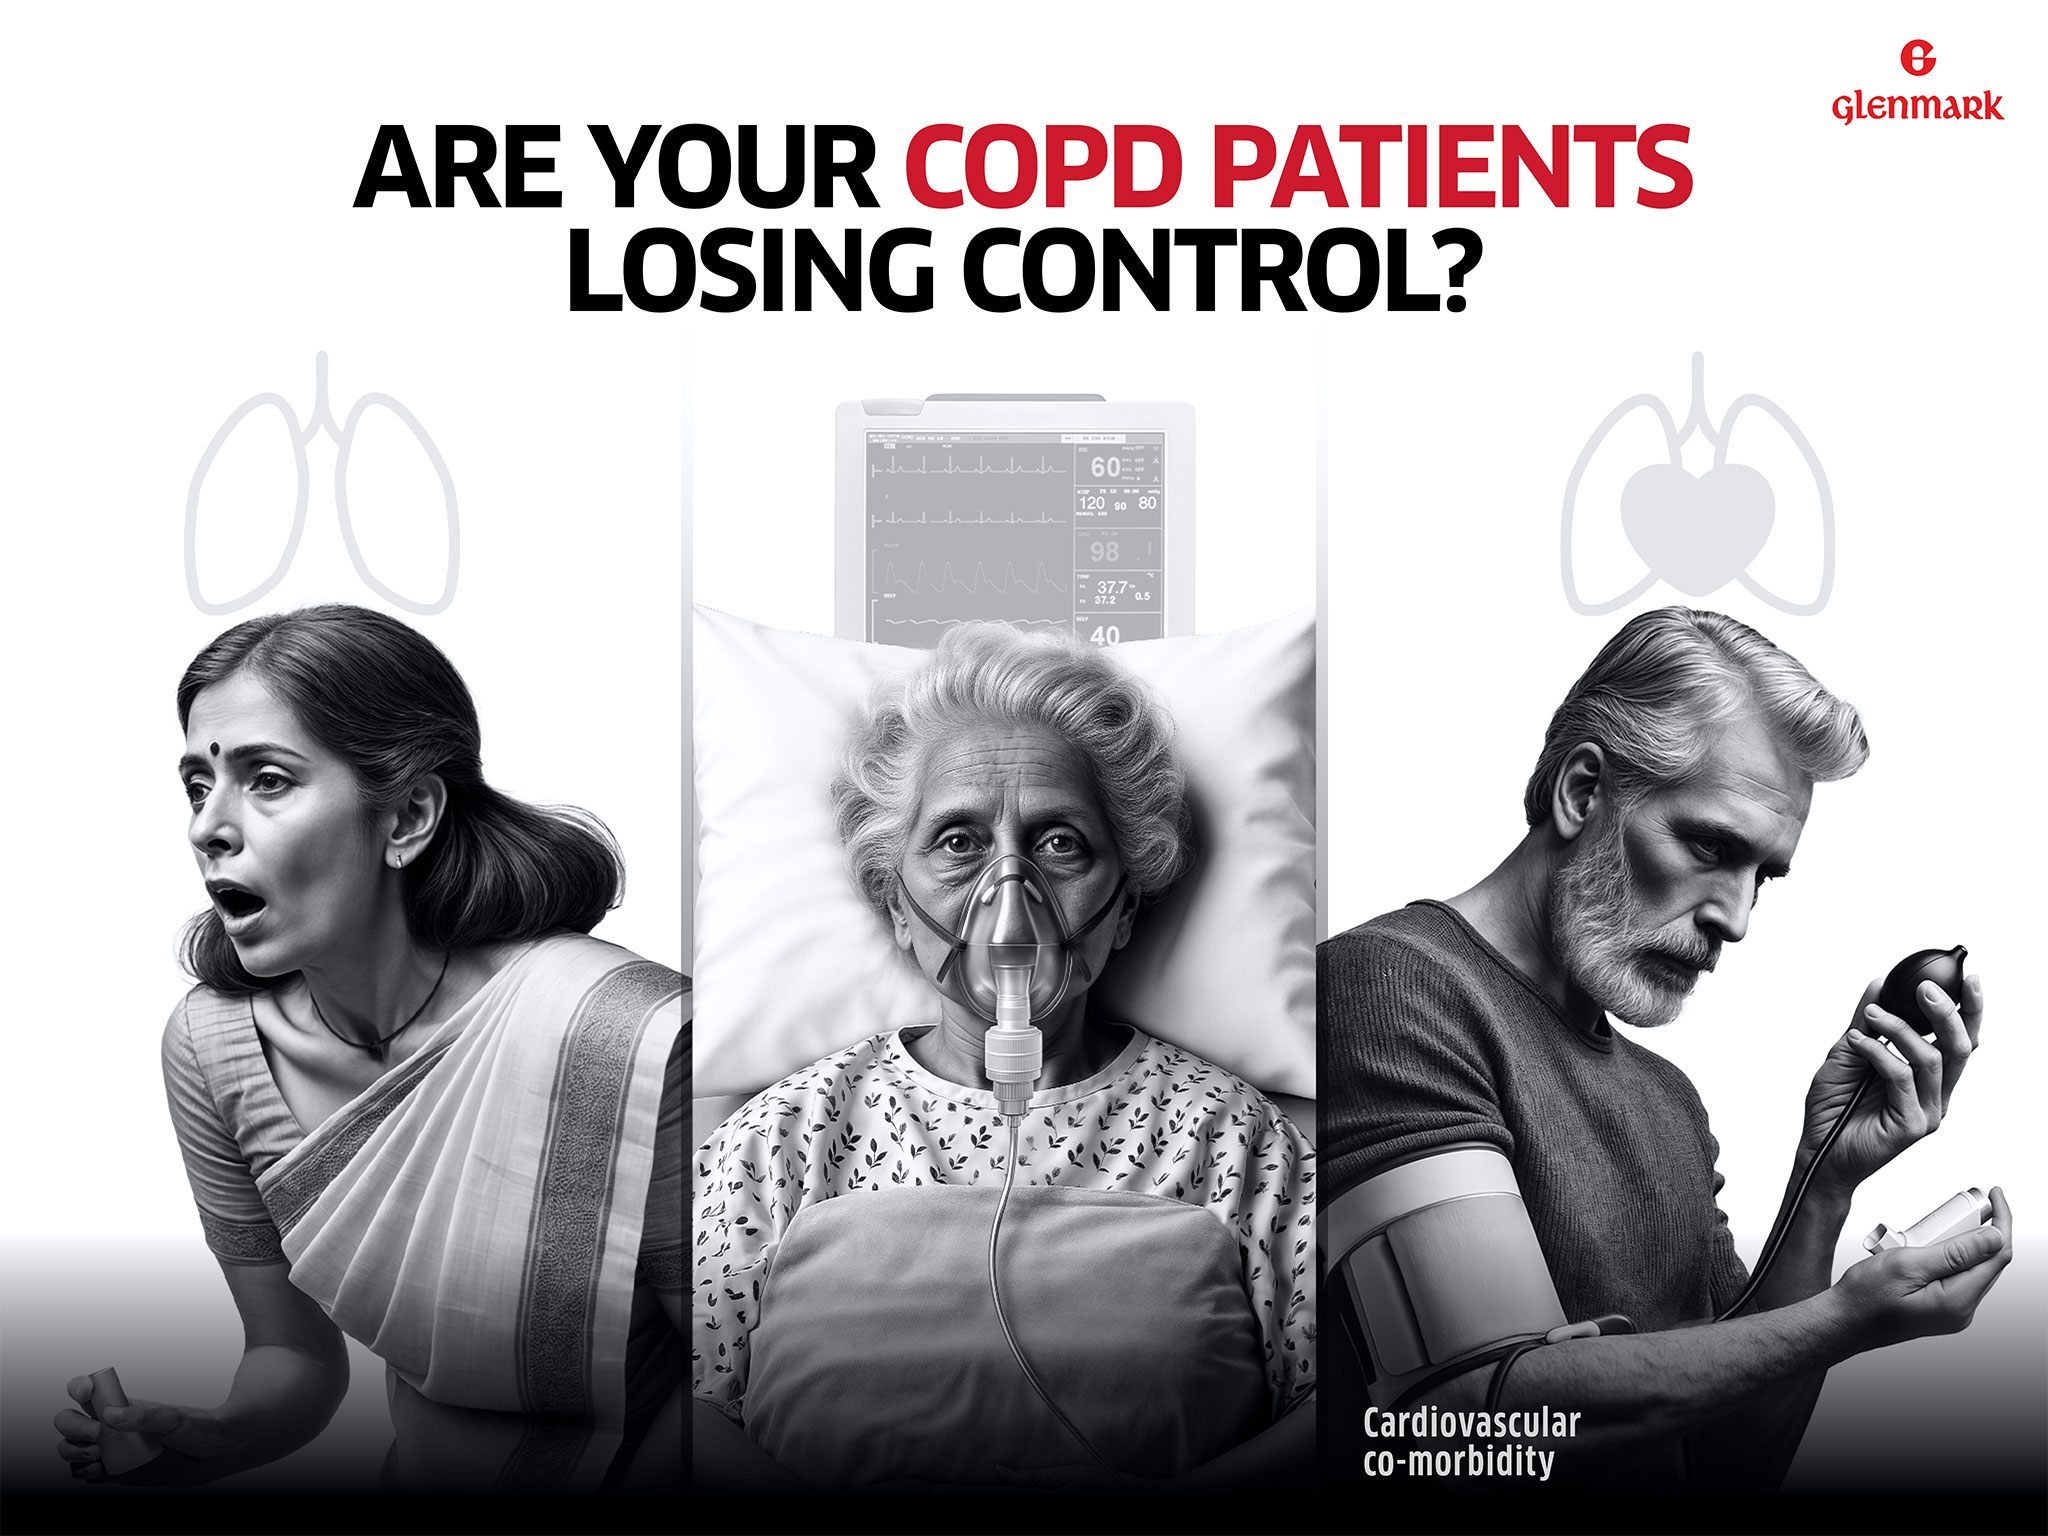 glenmark
ARE YOUR COPD PATIENTS
LOSING CONTROL?
60
120 90 80
98
TEMP
37.7 °C
37.2 0.5
40
Cardiovascular
co-morbidity